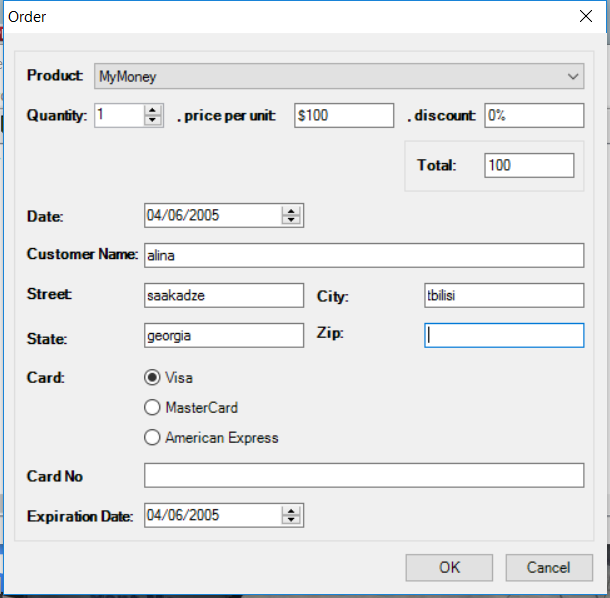 Order
Product: MyMoney
Quantity: 1 , price per unit: $100 , discount: 0%
Total: 100
Date: 04/06/2005
Customer Name: alina
Street: saakadze City: tbilisi
State: georgia Zip:
Card: Visa
MasterCard
American Express
Card No
Expiration Date: 04/06/2005
OK Cancel